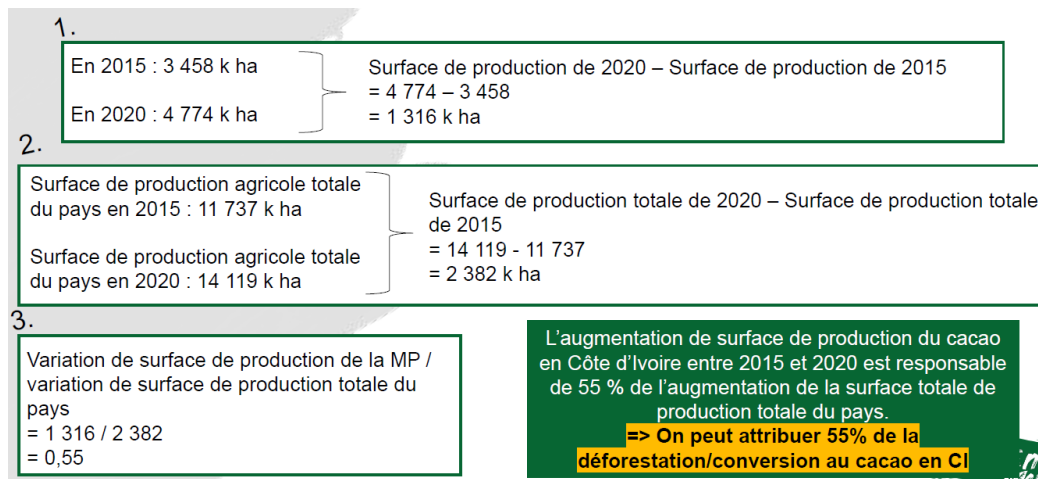 1.
En 2015 : 3 458 k ha
En 2020 : 4 774 k ha
Surface de production de 2020 – Surface de production de 2015
= 4 774 – 3 458
= 1 316 k ha
2.
Surface de production agricole totale
du pays en 2015 : 11 737 k ha
Surface de production agricole totale
du pays en 2020 : 14 119 k ha
Surface de production totale de 2020 – Surface de production totale
de 2015
= 14 119 - 11 737
= 2 382 k ha
3.
Variation de surface de production de la MP /
variation de surface de production totale du
pays
= 1 316 / 2 382
= 0,55
L’augmentation de surface de production du cacao
en Côte d’Ivoire entre 2015 et 2020 est responsable
de 55 % de l’augmentation de la surface totale de
production totale du pays.
=> On peut attribuer 55% de la
déforestation/conversion au cacao en CI